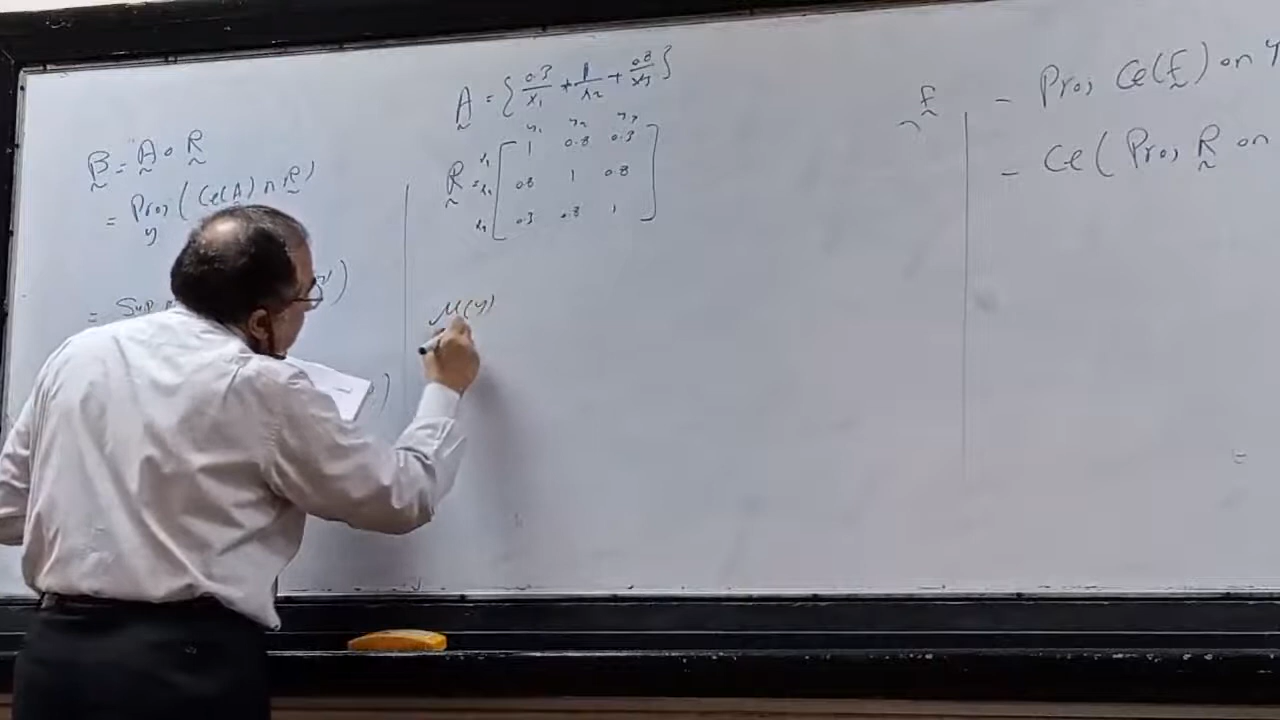 B = A o R
= Proj ( Ce(A) ∩ R )
y
= Sup
A = { 0.3/x₁ + 1/x₂ + 0.8/x₃ }
y₁ y₂ y₃
R = x₁ 1 0.8 0.3
x₂ 0.8 1 0.8
x₃ 0.3 0.8 1
μ(y)
- Proj Ce(f) on y
- Ce( Proj R on